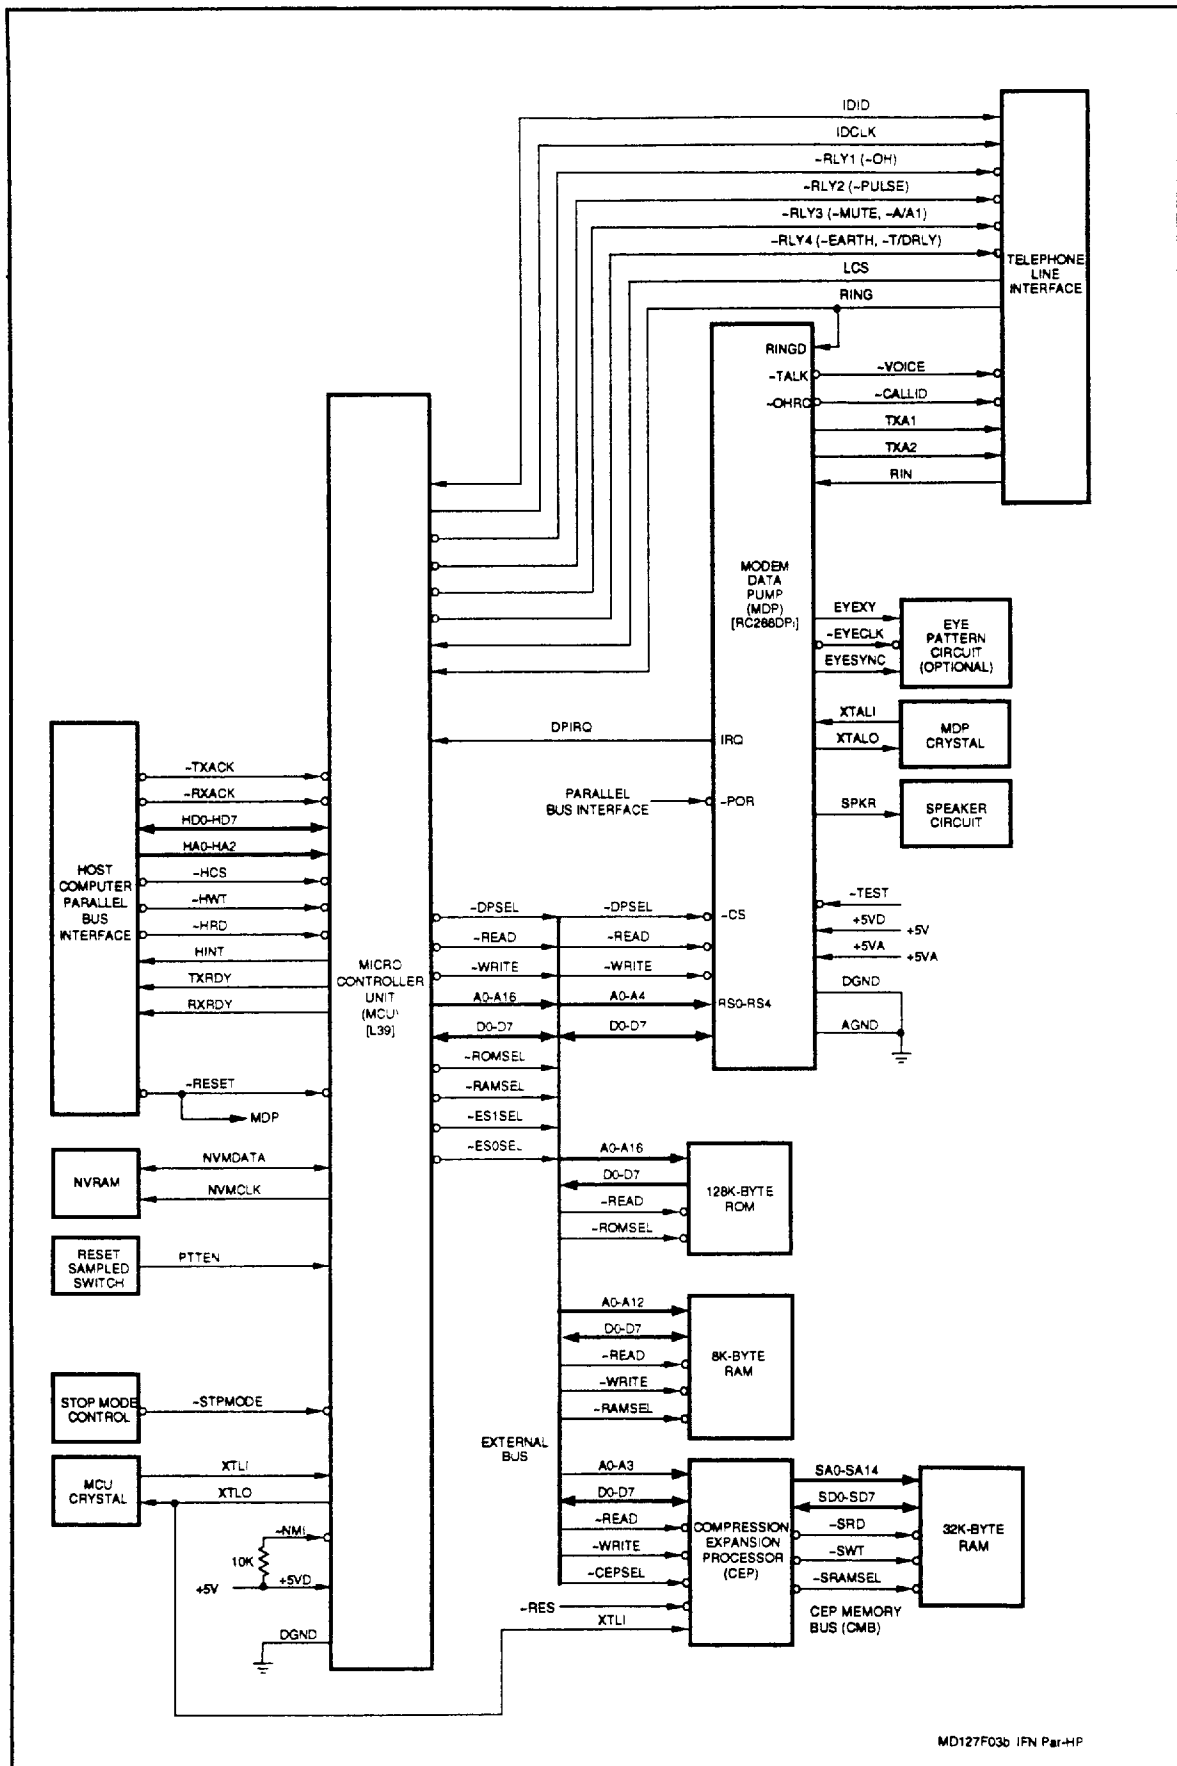 IDID
IDCLK
~RLY1 (~OH)
~RLY2 (~PULSE)
~RLY3 (~MUTE, ~A/A1)
~RLY4 (~EARTH, ~T/DRLY)
LCS
RING
TELEPHONE
LINE
INTERFACE
RINGD
~TALK
~VOICE
~OHRC
~CALLID
TXA1
TXA2
RIN
MODEM
DATA
PUMP
(MDP)
[RC288DPi]
EYEXY
~EYECLK
EYESYNC
EYE
PATTERN
CIRCUIT
(OPTIONAL)
XTALI
XTALO
MDP
CRYSTAL
DPIRQ
IRQ
PARALLEL
BUS INTERFACE
~POR
SPKR
SPEAKER
CIRCUIT
~TXACK
~RXACK
HD0-HD7
HA0-HA2
~HCS
~HWT
~HRD
HINT
TXRDY
RXRDY
~RESET
MDP
HOST
COMPUTER
PARALLEL
BUS
INTERFACE
MICRO
CONTROLLER
UNIT
(MCU)
[L39]
~DPSEL
~READ
~WRITE
A0-A16
D0-D7
~ROMSEL
~RAMSEL
~ES1SEL
~ES0SEL
~DPSEL
~READ
~WRITE
A0-A4
D0-D7
~CS
RS0-RS4
~TEST
+5VD
+5V
+5VA
+5VA
DGND
AGND
NVRAM
NVMDATA
NVMCLK
RESET
SAMPLED
SWITCH
PTTEN
A0-A16
D0-D7
~READ
~ROMSEL
128K-BYTE
ROM
A0-A12
D0-D7
~READ
~WRITE
~RAMSEL
8K-BYTE
RAM
STOP MODE
CONTROL
~STPMODE
EXTERNAL
BUS
MCU
CRYSTAL
XTLI
XTLO
~NMI
10K
+5V
+5VD
DGND
A0-A3
D0-D7
~READ
~WRITE
~CEPSEL
~RES
XTLI
COMPRESSION
EXPANSION
PROCESSOR
(CEP)
SA0-SA14
SD0-SD7
~SRD
~SWT
~SRAMSEL
32K-BYTE
RAM
CEP MEMORY
BUS (CMB)
MD127F03b IFN Par-HP